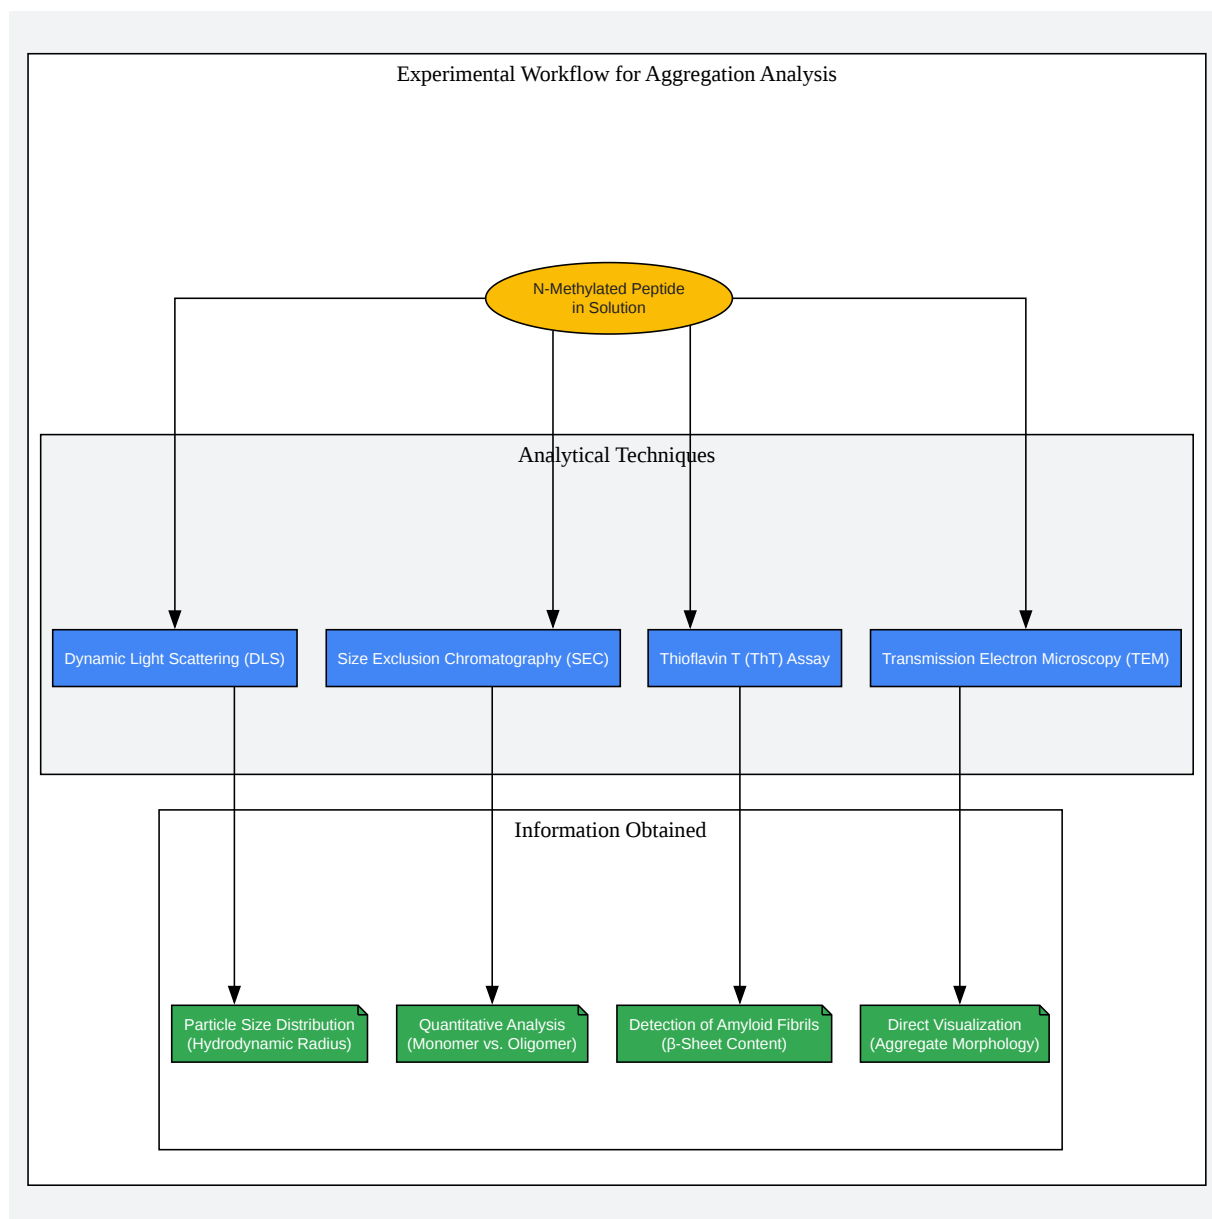 Experimental Workflow for Aggregation Analysis
N-Methylated Peptide
in Solution
Analytical Techniques
Dynamic Light Scattering (DLS)
Size Exclusion Chromatography (SEC)
Thioflavin T (ThT) Assay
Transmission Electron Microscopy (TEM)
Information Obtained
Particle Size Distribution
(Hydrodynamic Radius)
Quantitative Analysis
(Monomer vs. Oligomer)
Detection of Amyloid Fibrils
(β-Sheet Content)
Direct Visualization
(Aggregate Morphology)